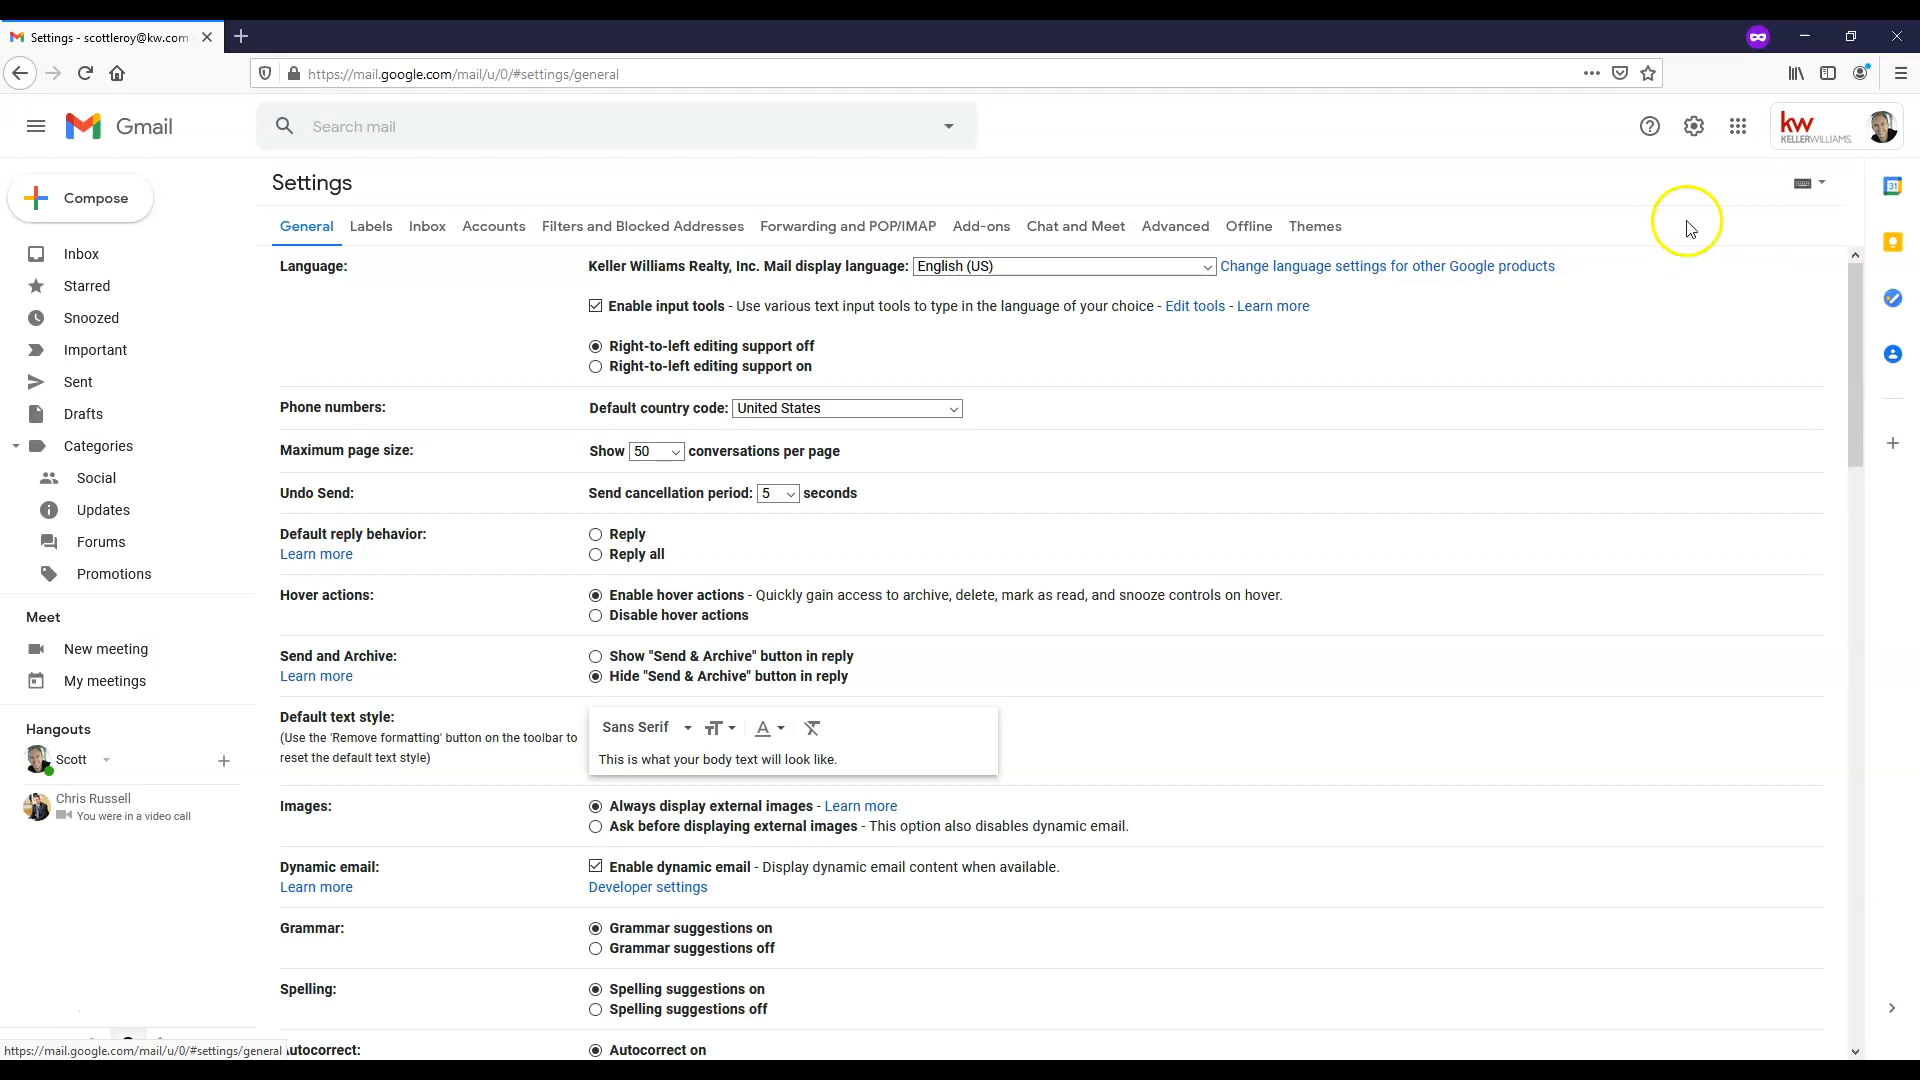 Settings - scottleroy@kw.com
https://mail.google.com/mail/u/0/#settings/general
Gmail
Search mail
kw
KELLERWILLIAMS.
Compose
Inbox
Starred
Snoozed
Important
Sent
Drafts
Categories
Social
Updates
Forums
Promotions
Meet
New meeting
My meetings
Hangouts
Scott
Chris Russell
You were in a video call
https://mail.google.com/mail/u/0/#settings/general
Settings
General Labels Inbox Accounts Filters and Blocked Addresses Forwarding and POP/IMAP Add-ons Chat and Meet Advanced Offline Themes
Language: Keller Williams Realty, Inc. Mail display language: English (US) Change language settings for other Google products
Enable input tools - Use various text input tools to type in the language of your choice - Edit tools - Learn more
Right-to-left editing support off
Right-to-left editing support on
Phone numbers: Default country code: United States
Maximum page size: Show 50 conversations per page
Undo Send: Send cancellation period: 5 seconds
Default reply behavior: Reply
Learn more Reply all
Hover actions: Enable hover actions - Quickly gain access to archive, delete, mark as read, and snooze controls on hover.
Disable hover actions
Send and Archive: Show "Send & Archive" button in reply
Learn more Hide "Send & Archive" button in reply
Default text style: Sans Serif
(Use the 'Remove formatting' button on the toolbar to
reset the default text style) This is what your body text will look like.
Images: Always display external images - Learn more
Ask before displaying external images - This option also disables dynamic email.
Dynamic email: Enable dynamic email - Display dynamic email content when available.
Learn more Developer settings
Grammar: Grammar suggestions on
Grammar suggestions off
Spelling: Spelling suggestions on
Spelling suggestions off
Autocorrect: Autocorrect on
31